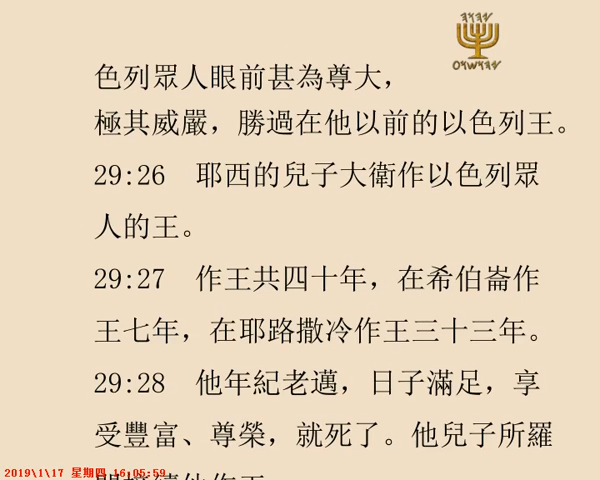 色列眾人眼前甚為尊大，
極其威嚴，勝過在他以前的以色列王。
29:26　耶西的兒子大衛作以色列眾
人的王。
29:27　作王共四十年，在希伯崙作
王七年，在耶路撒冷作王三十三年。
29:28　他年紀老邁，日子滿足，享
受豐富、尊榮，就死了。他兒子所羅
2019\1\17 星期四 16:05:59